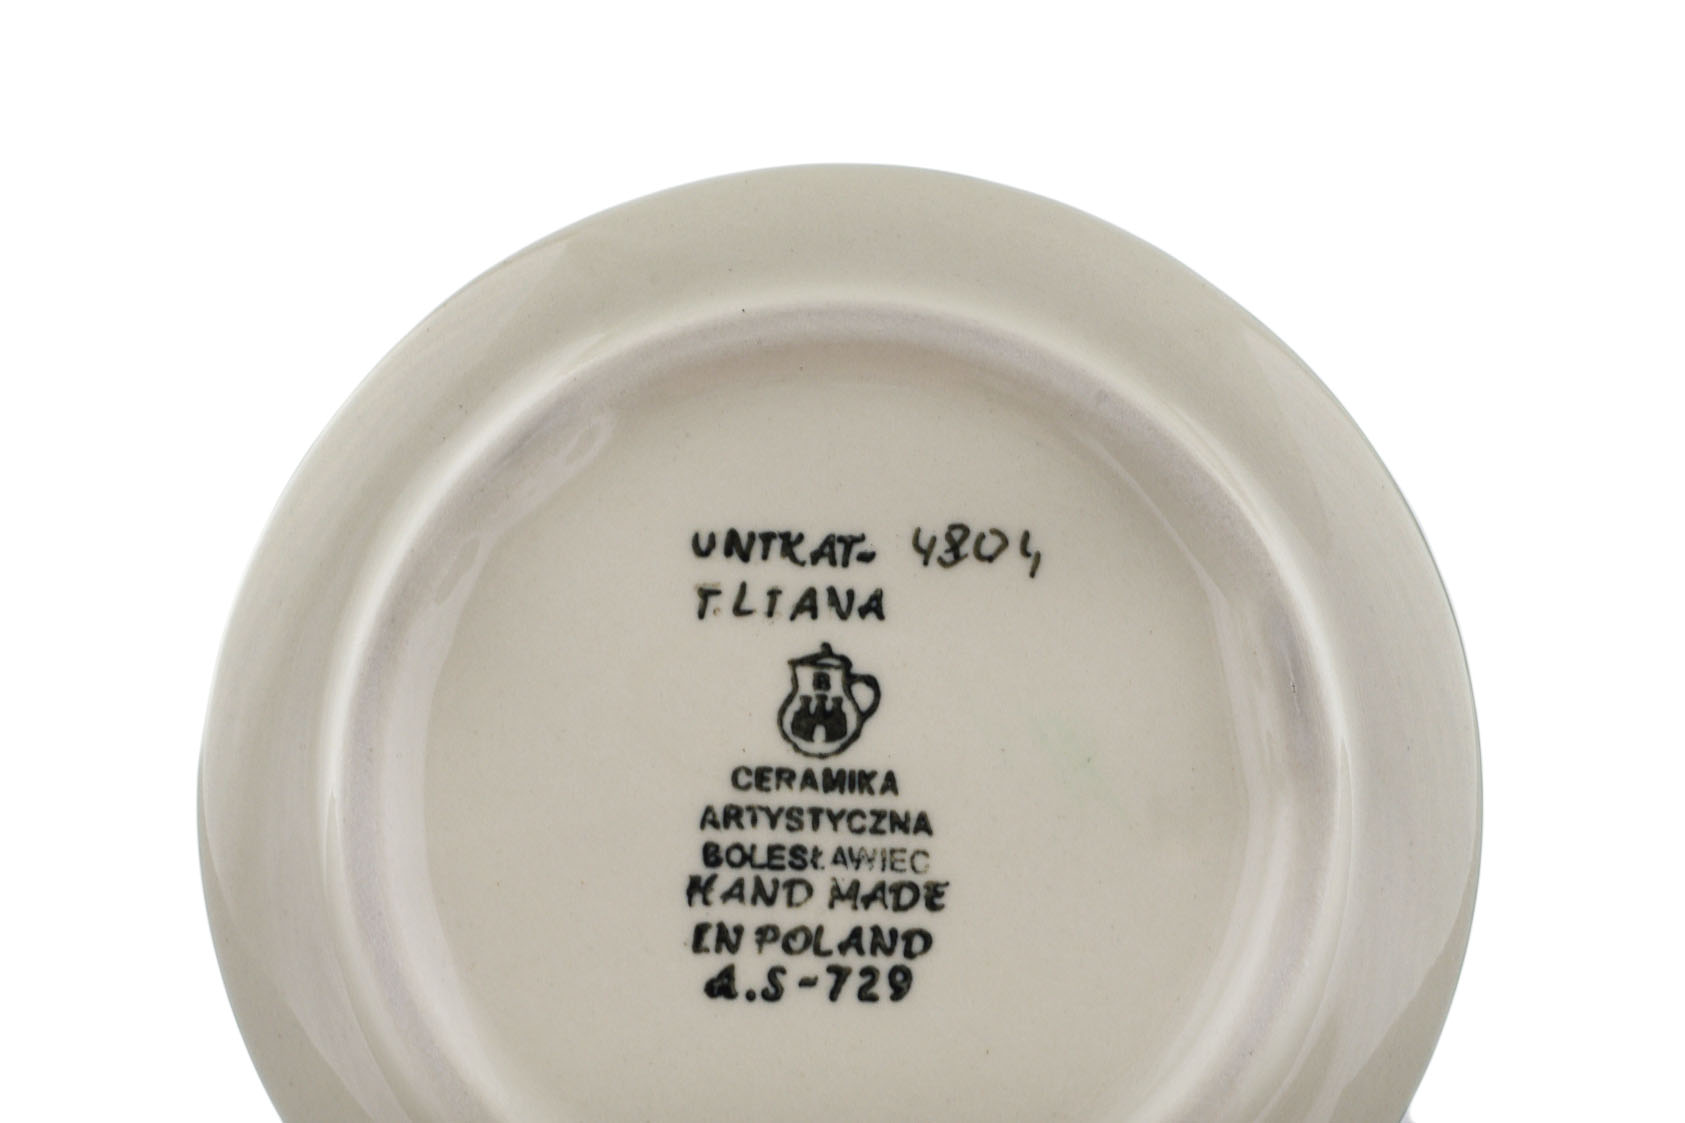 UNIKAT- 4804
T. LIANA
B
CERAMIKA
ARTYSTYCZNA
BOLESŁAWIEC
HAND MADE
IN POLAND
A.S-729